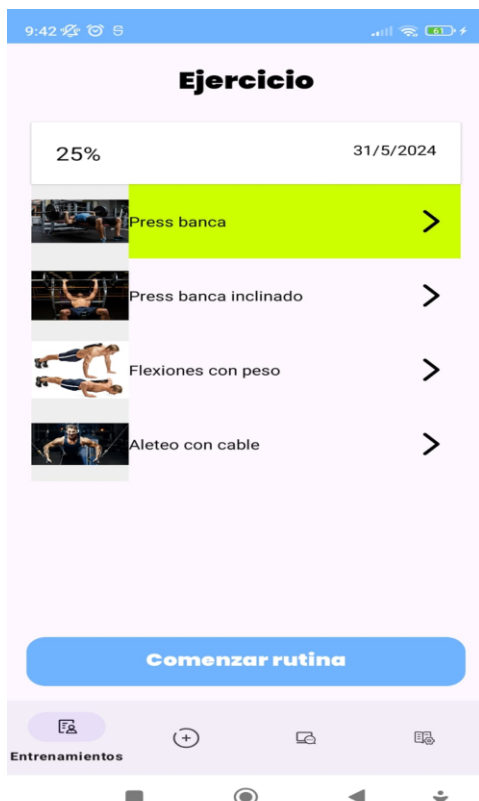 9:42
61
Ejercicio
25%
31/5/2024
Press banca
Press banca inclinado
Flexiones con peso
Aleteo con cable
Comenzar rutina
Entrenamientos